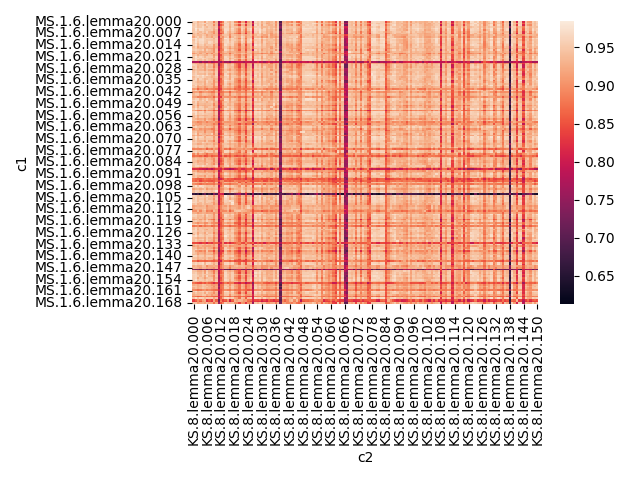 MS.1.6.lemma20.000
MS.1.6.lemma20.007
MS.1.6.lemma20.014
MS.1.6.lemma20.021
MS.1.6.lemma20.028
MS.1.6.lemma20.035
MS.1.6.lemma20.042
MS.1.6.lemma20.049
MS.1.6.lemma20.056
MS.1.6.lemma20.063
MS.1.6.lemma20.070
MS.1.6.lemma20.077
MS.1.6.lemma20.084
MS.1.6.lemma20.091
MS.1.6.lemma20.098
MS.1.6.lemma20.105
MS.1.6.lemma20.112
MS.1.6.lemma20.119
MS.1.6.lemma20.126
MS.1.6.lemma20.133
MS.1.6.lemma20.140
MS.1.6.lemma20.147
MS.1.6.lemma20.154
MS.1.6.lemma20.161
MS.1.6.lemma20.168
c1
KS.8.lemma20.000
KS.8.lemma20.006
KS.8.lemma20.012
KS.8.lemma20.018
KS.8.lemma20.024
KS.8.lemma20.030
KS.8.lemma20.036
KS.8.lemma20.042
KS.8.lemma20.048
KS.8.lemma20.054
KS.8.lemma20.060
KS.8.lemma20.066
KS.8.lemma20.072
KS.8.lemma20.078
KS.8.lemma20.084
KS.8.lemma20.090
KS.8.lemma20.096
KS.8.lemma20.102
KS.8.lemma20.108
KS.8.lemma20.114
KS.8.lemma20.120
KS.8.lemma20.126
KS.8.lemma20.132
KS.8.lemma20.138
KS.8.lemma20.144
KS.8.lemma20.150
c2
0.95
0.90
0.85
0.80
0.75
0.70
0.65